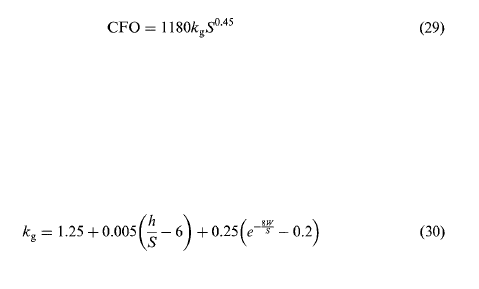 CFO = 1180k_g S^0.45 (29)
k_g = 1.25 + 0.005(h/S − 6) + 0.25(e^(−8W/S) − 0.2) (30)